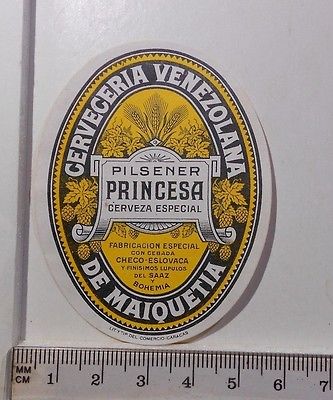 CERVECERIA VENEZOLANA
PILSENER
PRINCESA
CERVEZA ESPECIAL
FABRICACION ESPECIAL
CON CEBADA
CHECO-ESLOVACA
Y FINISIMOS LUPULOS
DEL SAAZ
Y
BOHEMIA
DE MAIQUETIA
LIT. Y TIP. DEL COMERCIO-CARACAS
MM
CM 1 2 3 4 5 6 7